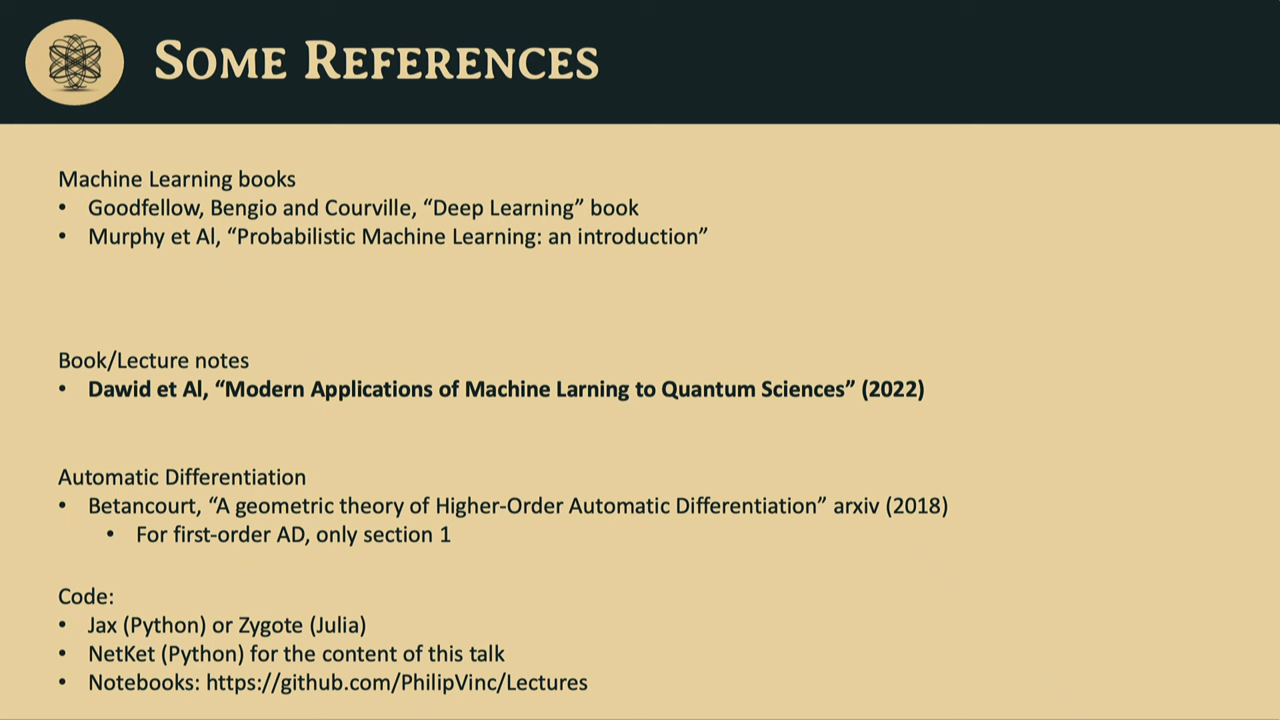 SOME REFERENCES
Machine Learning books
• Goodfellow, Bengio and Courville, “Deep Learning” book
• Murphy et Al, “Probabilistic Machine Learning: an introduction”
Book/Lecture notes
• Dawid et Al, “Modern Applications of Machine Larning to Quantum Sciences” (2022)
Automatic Differentiation
• Betancourt, “A geometric theory of Higher-Order Automatic Differentiation” arxiv (2018)
• For first-order AD, only section 1
Code:
• Jax (Python) or Zygote (Julia)
• NetKet (Python) for the content of this talk
• Notebooks: https://github.com/PhilipVinc/Lectures